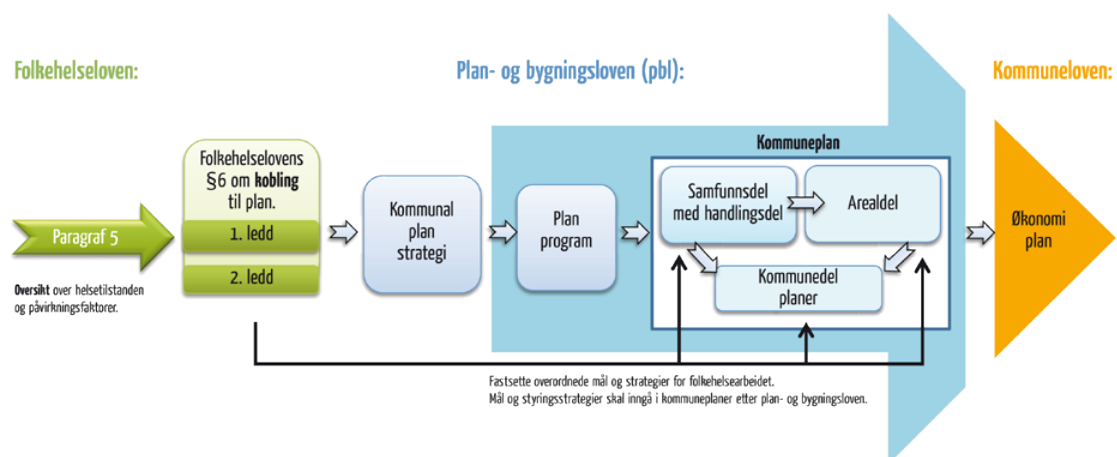 Folkehelseloven:
Plan- og bygningsloven (pbl):
Kommuneloven:
Paragraf 5
Oversikt over helsetilstanden
og påvirkningsfaktorer.
Folkehelselovens
§6 om kobling
til plan.
1. ledd
2. ledd
Kommunal
plan
strategi
Plan
program
Kommuneplan
Samfunnsdel
med handlingsdel
Arealdel
Kommunedel
planer
Økonomi
plan
Fastsette overordnede mål og strategier for folkehelsearbeidet.
Mål og styringsstrategier skal inngå i kommuneplaner etter plan- og bygningsloven.